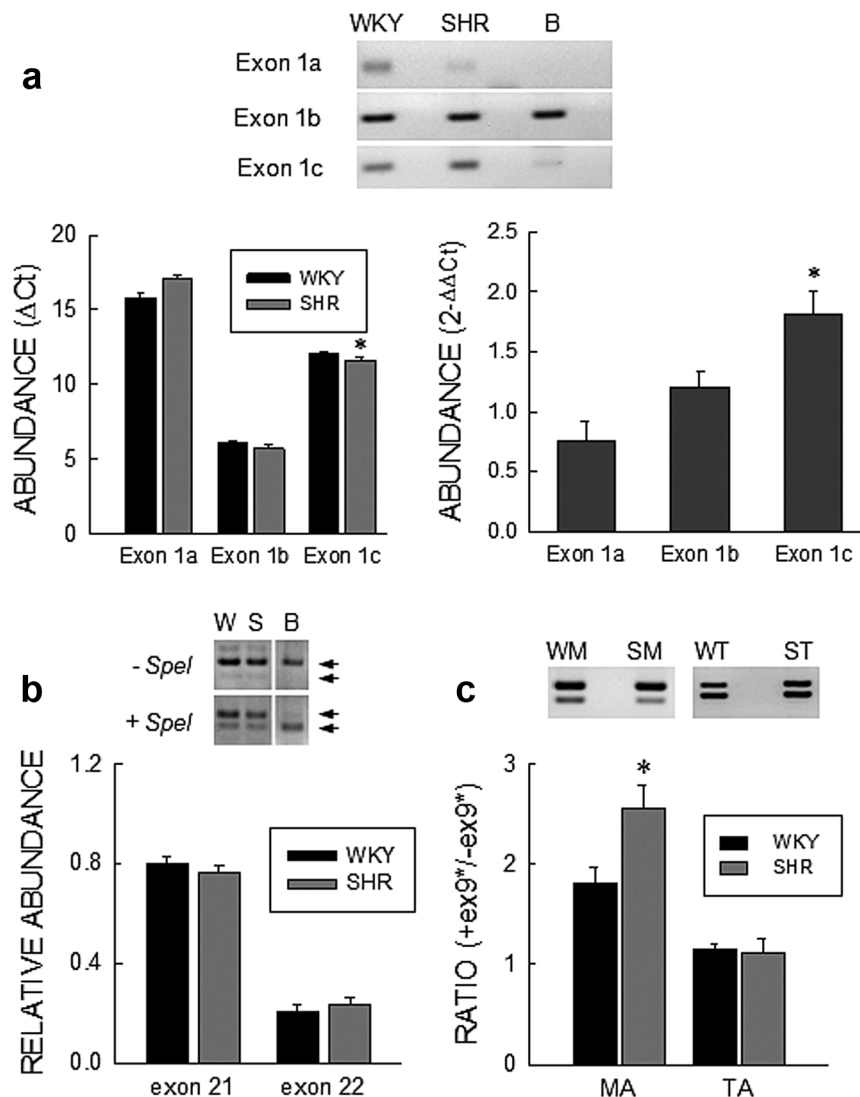 a
WKY SHR B
Exon 1a
Exon 1b
Exon 1c
ABUNDANCE (ΔCt)
20
15
10
5
0
WKY
SHR
*
Exon 1a Exon 1b Exon 1c
ABUNDANCE (2-ΔΔCt)
2.5
2.0
1.5
1.0
0.5
0.0
*
Exon 1a Exon 1b Exon 1c
b
W S B
- SpeI
+ SpeI
RELATIVE ABUNDANCE
1.2
0.8
0.4
0.0
WKY
SHR
exon 21 exon 22
c
WM SM WT ST
RATIO (+ex9*/-ex9*)
3
2
1
0
*
WKY
SHR
MA TA